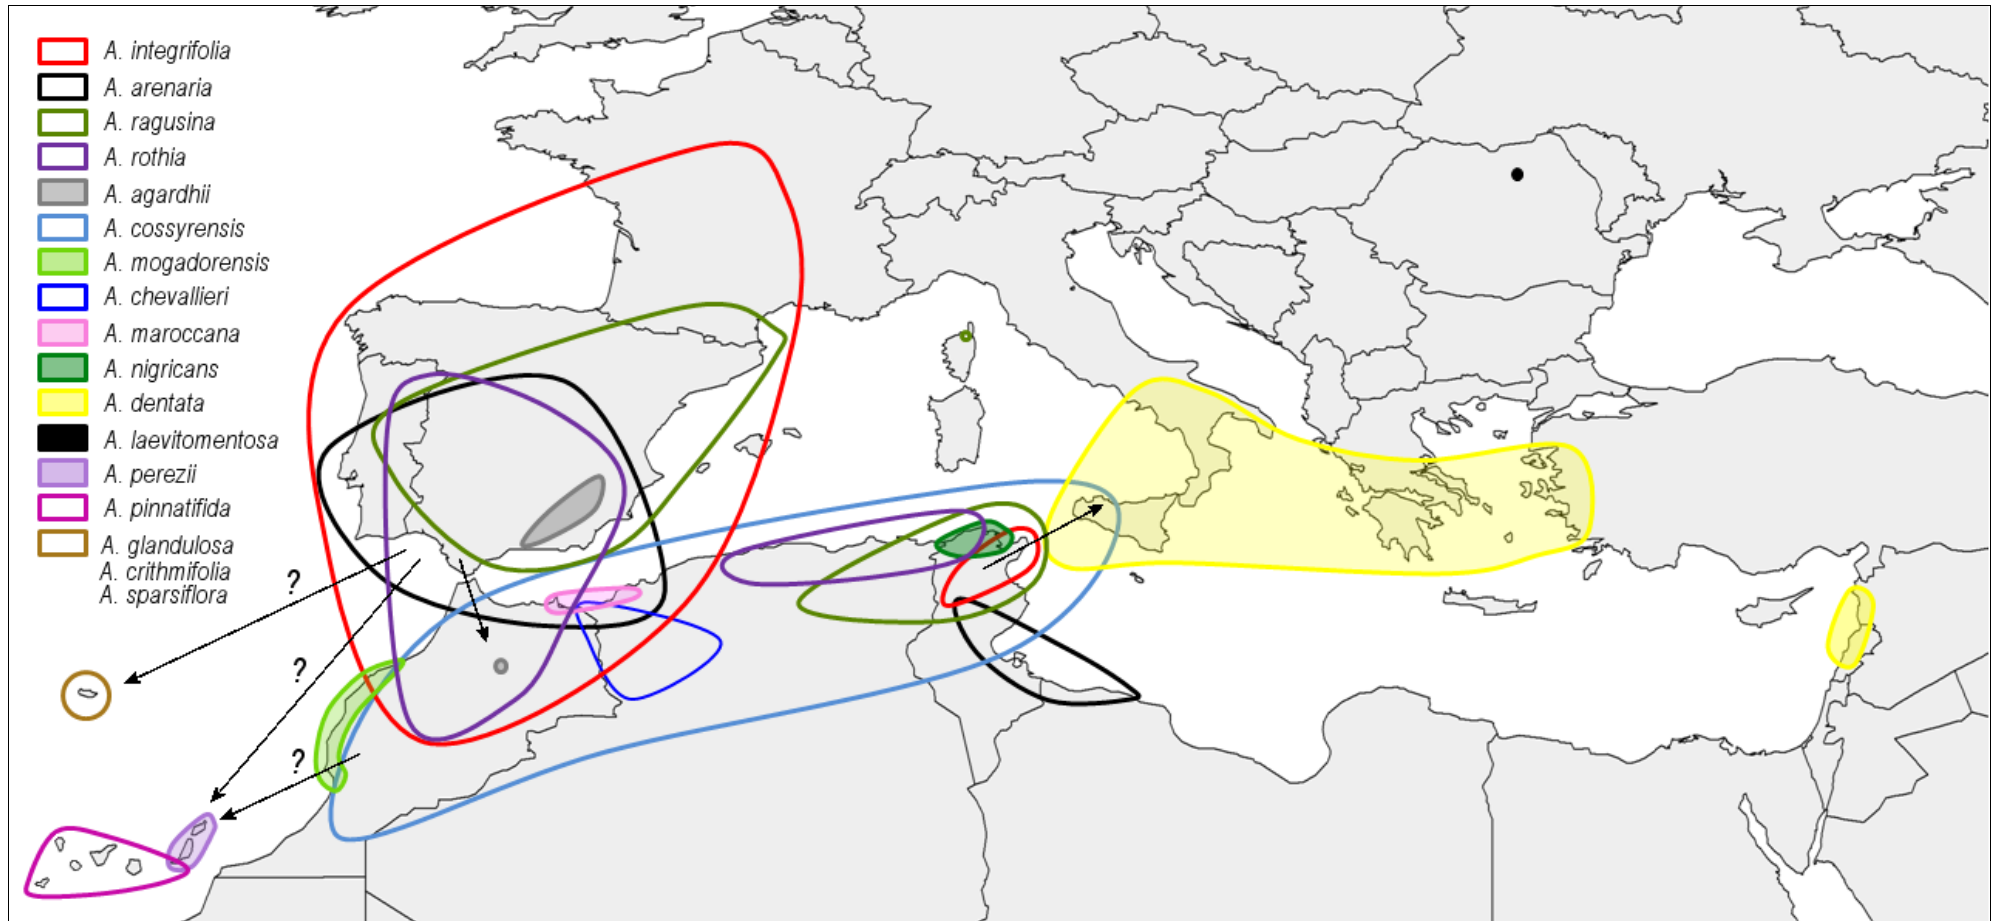 A. integrifolia
A. arenaria
A. ragusina
A. rothia
A. agardhii
A. cossyrensis
A. mogadorensis
A. chevallieri
A. maroccana
A. nigricans
A. dentata
A. laevitomentosa
A. perezii
A. pinnatifida
A. glandulosa
A. crithmifolia
A. sparsiflora
?
?
?